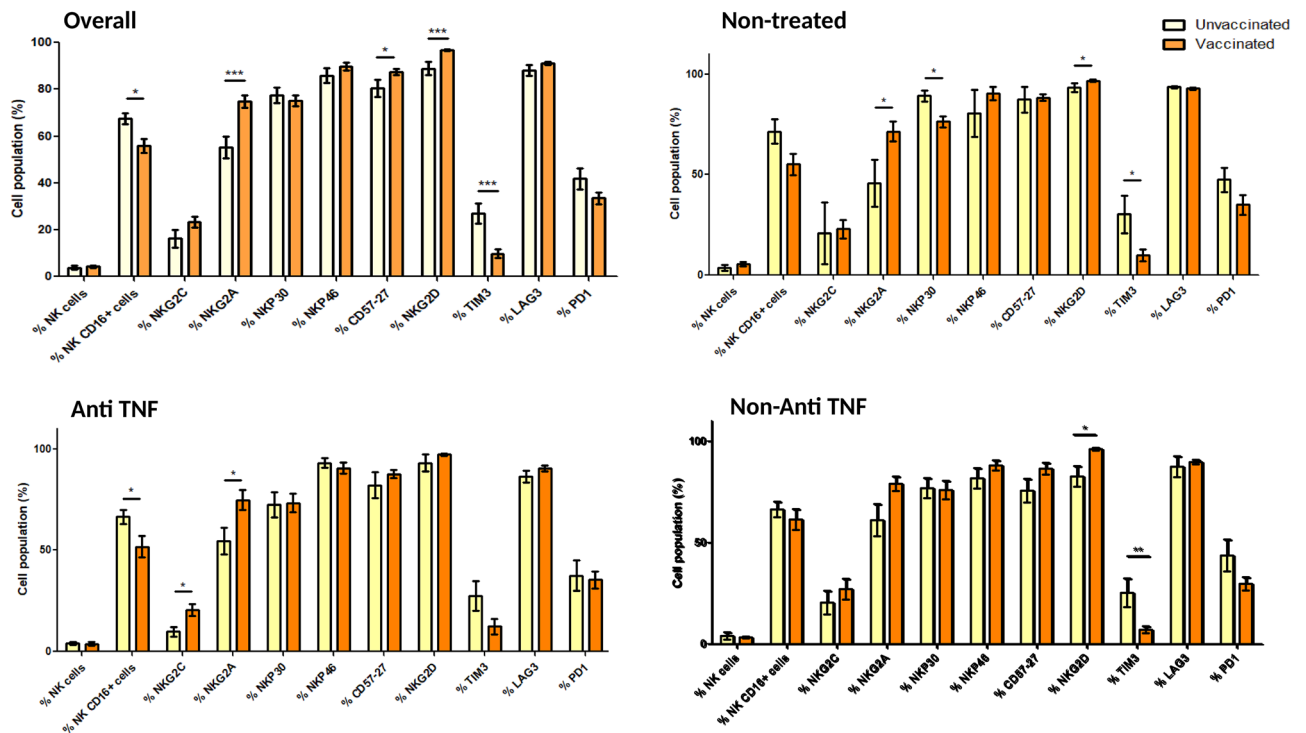 Overall
Cell population (%)
100
80
60
40
20
0
*
***
*
***
***
% NK cells
% NK CD16+ cells
% NKG2C
% NKG2A
% NKP30
% NKP46
% CD57-27
% NKG2D
% TIM3
% LAG3
% PD1
Non-treated
Unvaccinated
Vaccinated
Cell population (%)
100
50
0
*
*
*
*
% NK cells
% NK CD16+ cells
% NKG2C
% NKG2A
% NKP30
% NKP46
% CD57-27
% NKG2D
% TIM3
% LAG3
% PD1
Anti TNF
Cell population (%)
100
50
0
*
*
*
% NK cells
% NK CD16+ cells
% NKG2C
% NKG2A
% NKP30
% NKP46
% CD57-27
% NKG2D
% TIM3
% LAG3
% PD1
Non-Anti TNF
Cell population (%)
100
50
0
*
**
% NK cells
% NK CD16+ cells
% NKG2C
% NKG2A
% NKP30
% NKP46
% CD57-27
% NKG2D
% TIM3
% LAG3
% PD1